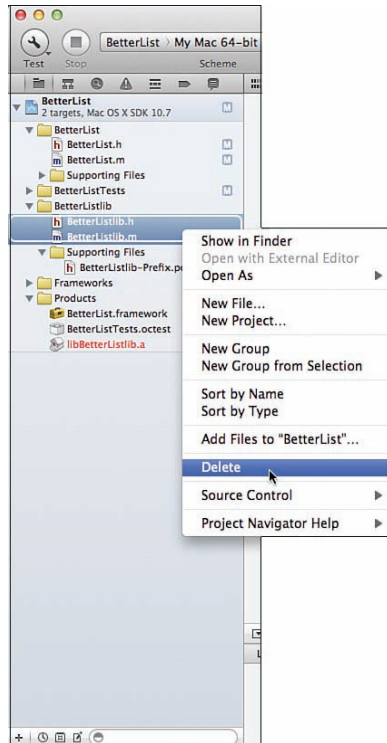 BetterList
My Mac 64-bit
Test
Stop
Scheme
BetterList
2 targets, Mac OS X SDK 10.7
M
BetterList
h BetterList.h
M
m BetterList.m
M
Supporting Files
BetterListTests
M
BetterListlib
h BetterListlib.h
m BetterListlib.m
Supporting Files
h BetterListlib-Prefix.p
Frameworks
Products
BetterList.framework
BetterListTests.octest
libBetterListlib.a
Show in Finder
Open with External Editor
Open As
New File...
New Project...
New Group
New Group from Selection
Sort by Name
Sort by Type
Add Files to "BetterList"...
Delete
Source Control
Project Navigator Help